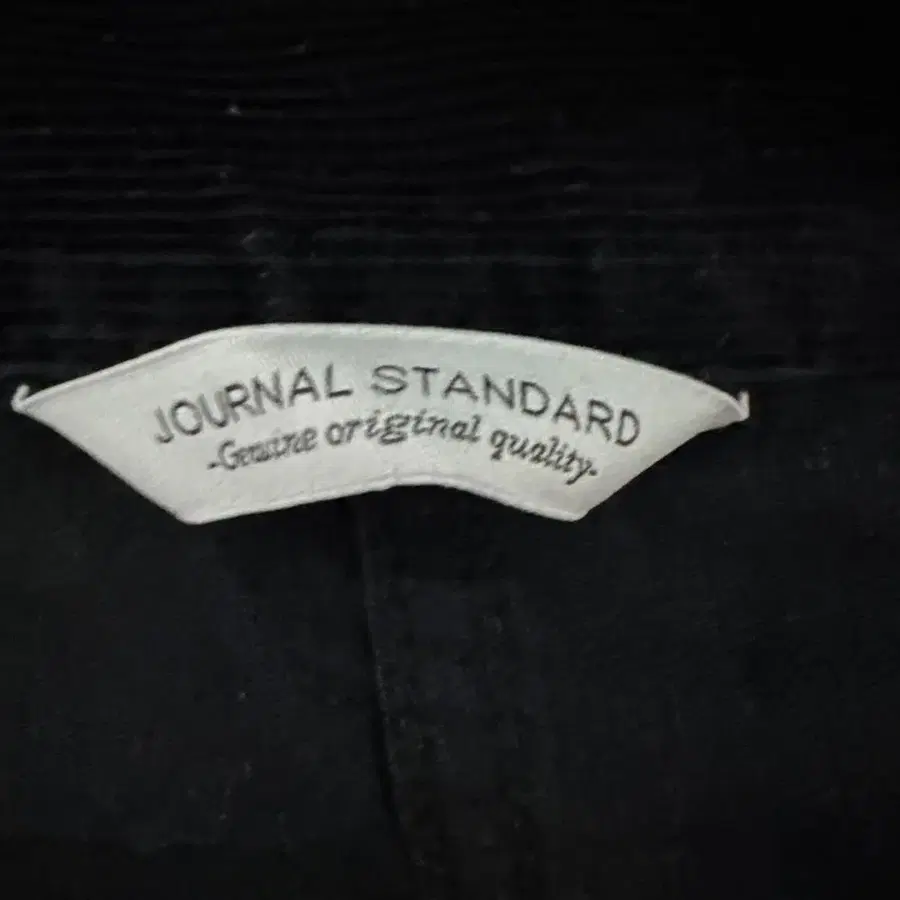 JOURNAL STANDARD
-Genuine original quality-